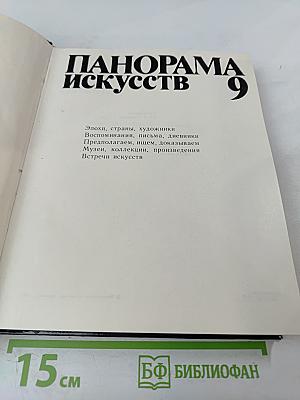 ПАНОРАМА
ИСКУССТВ 9
Эпохи, страны, художники
Воспоминания, письма, дневники
Предполагаем, ищем, доказываем
Музеи, коллекции, произведения
Встречи искусств
15 см
БФ БИБЛИОФАН